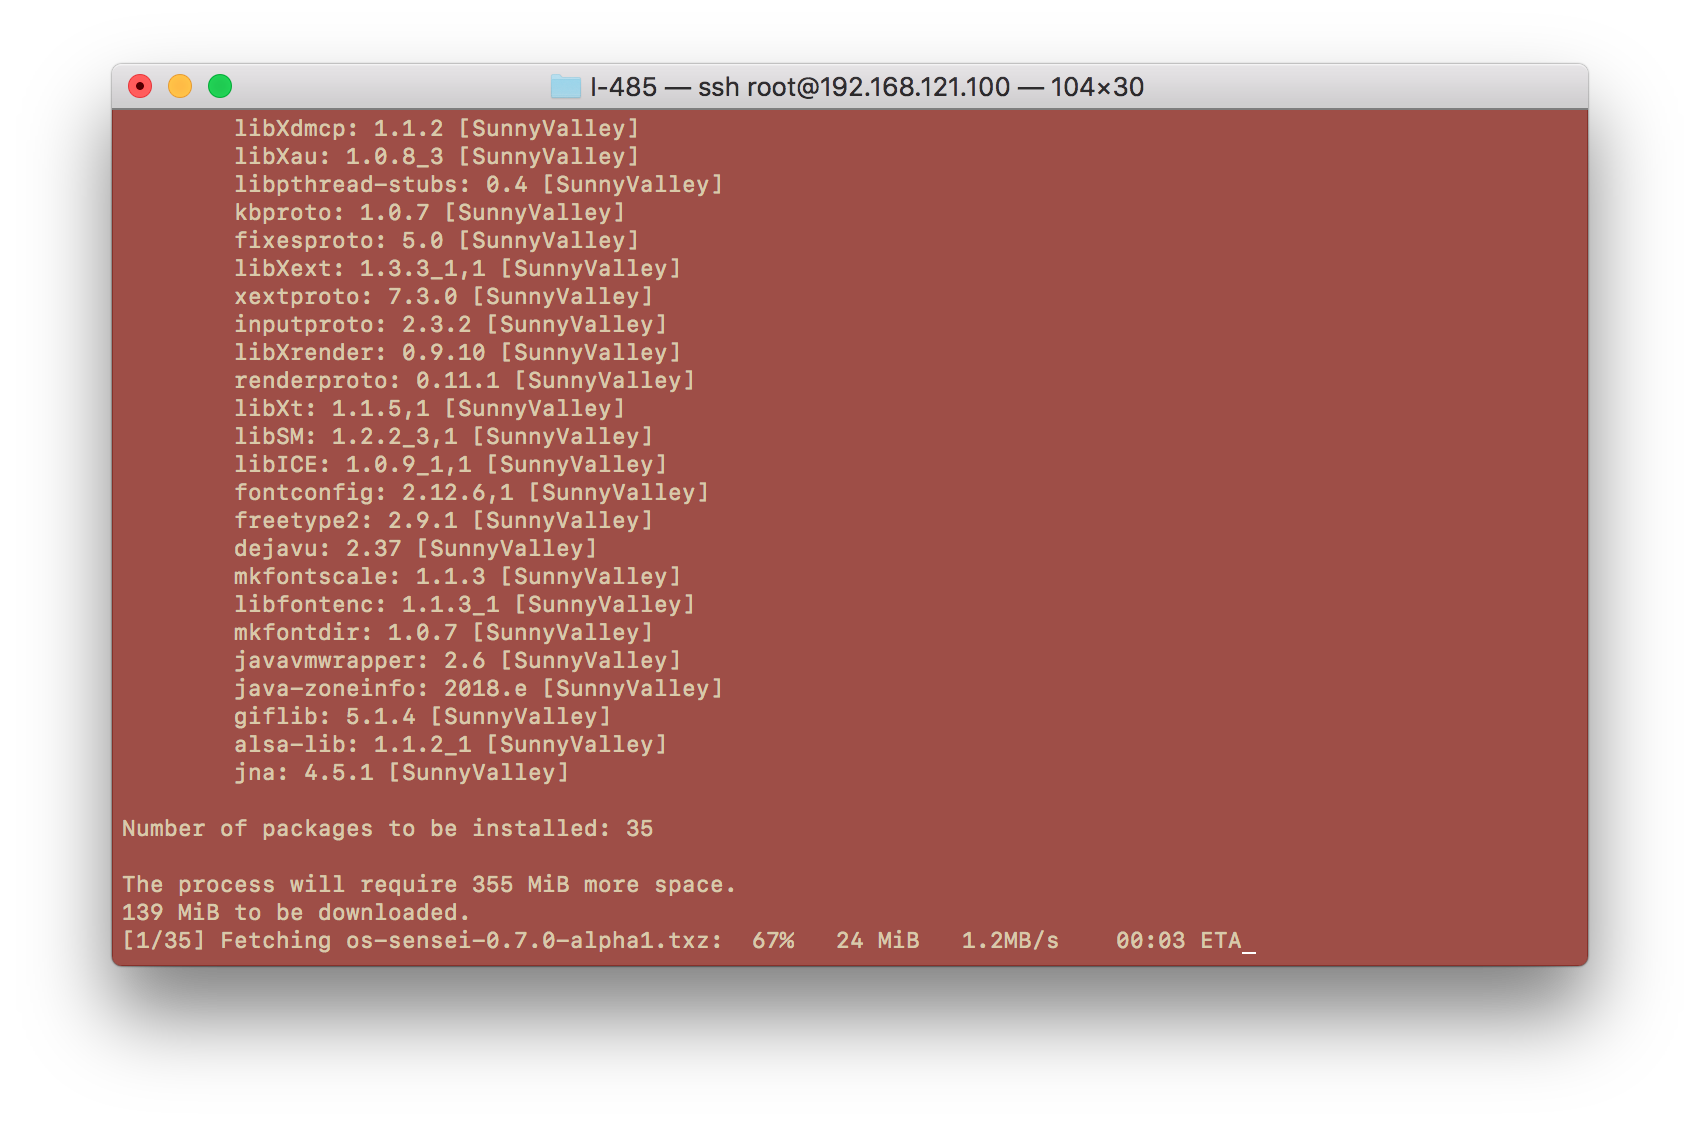 l-485 — ssh root@192.168.121.100 — 104×30
libXdmcp: 1.1.2 [SunnyValley]
libXau: 1.0.8_3 [SunnyValley]
libpthread-stubs: 0.4 [SunnyValley]
kbproto: 1.0.7 [SunnyValley]
fixesproto: 5.0 [SunnyValley]
libXext: 1.3.3_1,1 [SunnyValley]
xextproto: 7.3.0 [SunnyValley]
inputproto: 2.3.2 [SunnyValley]
libXrender: 0.9.10 [SunnyValley]
renderproto: 0.11.1 [SunnyValley]
libXt: 1.1.5,1 [SunnyValley]
libSM: 1.2.2_3,1 [SunnyValley]
libICE: 1.0.9_1,1 [SunnyValley]
fontconfig: 2.12.6,1 [SunnyValley]
freetype2: 2.9.1 [SunnyValley]
dejavu: 2.37 [SunnyValley]
mkfontscale: 1.1.3 [SunnyValley]
libfontenc: 1.1.3_1 [SunnyValley]
mkfontdir: 1.0.7 [SunnyValley]
javavmwrapper: 2.6 [SunnyValley]
java-zoneinfo: 2018.e [SunnyValley]
giflib: 5.1.4 [SunnyValley]
alsa-lib: 1.1.2_1 [SunnyValley]
jna: 4.5.1 [SunnyValley]
Number of packages to be installed: 35
The process will require 355 MiB more space.
139 MiB to be downloaded.
[1/35] Fetching os-sensei-0.7.0-alpha1.txz:  67%   24 MiB   1.2MB/s    00:03 ETA_